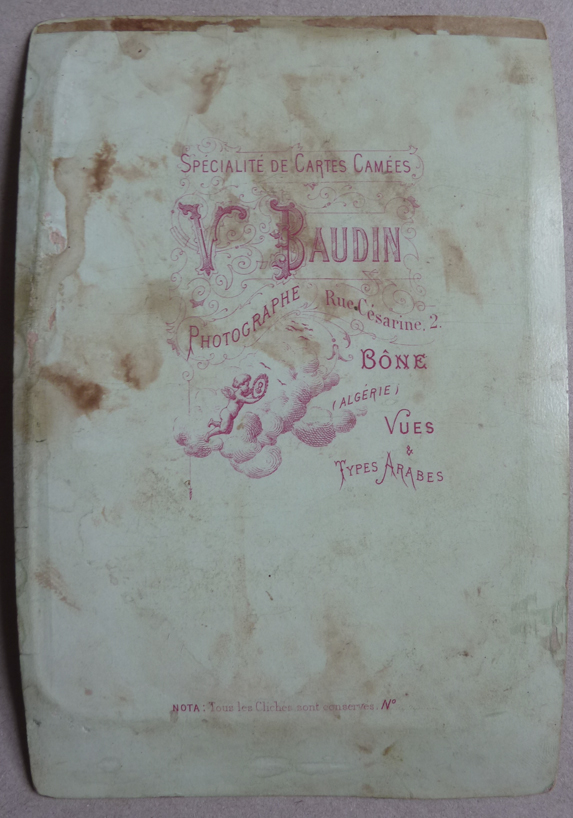 SPÉCIALITÉ DE CARTES CAMÉES
V BAUDIN
PHOTOGRAPHE
Rue Césarine, 2.
BÔNE
(ALGÉRIE)
VUES
&
TYPES ARABES
NOTA: Tous les Clichés sont conservés. Nº